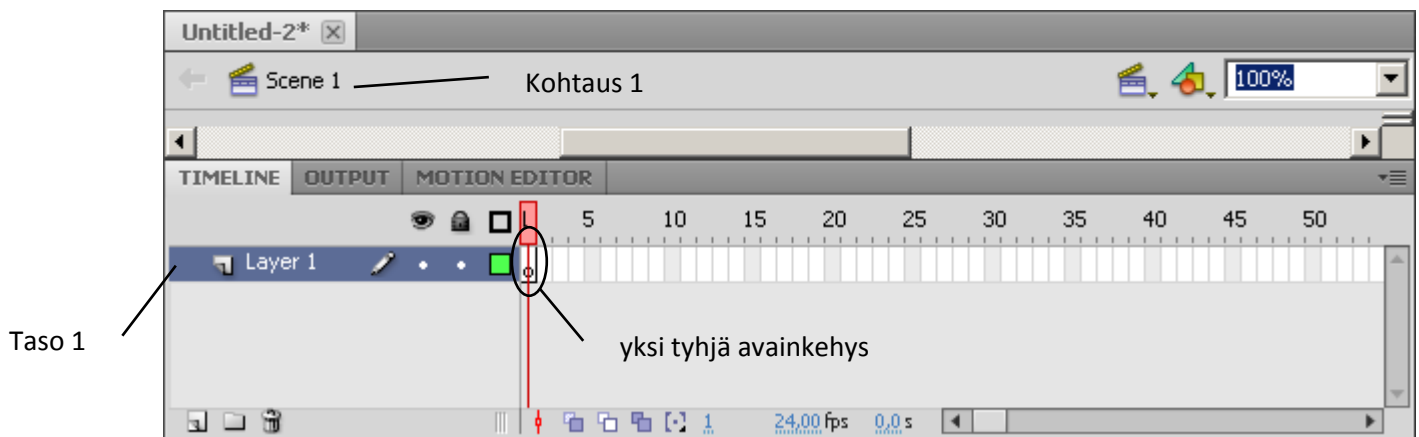 Untitled-2*
Scene 1 Kohtaus 1 100%
TIMELINE OUTPUT MOTION EDITOR
5 10 15 20 25 30 35 40 45 50
Layer 1
Taso 1 yksi tyhjä avainkehys
1 24,00 fps 0,0 s